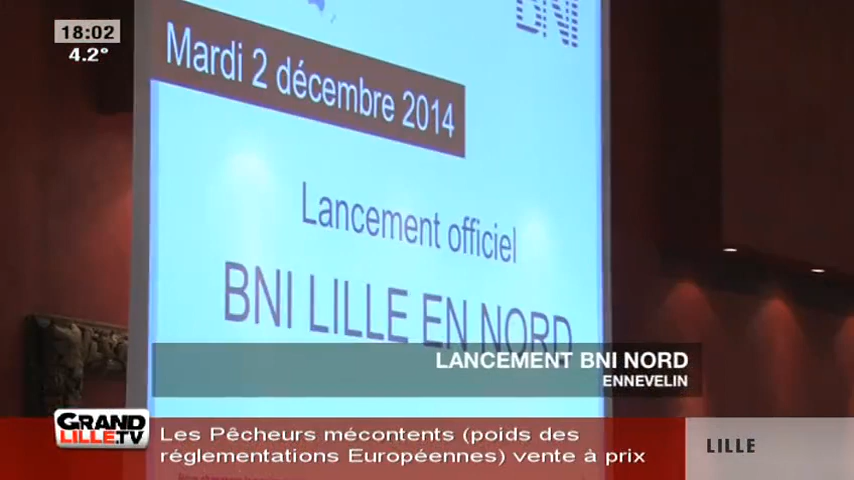 18:02
4.2°
BNI
Mardi 2 décembre 2014
Lancement officiel
BNI LILLE EN NORD
LANCEMENT BNI NORD
ENNEVELIN
GRAND
LILLE.TV
Les Pêcheurs mécontents (poids des
réglementations Européennes) vente à prix
LILLE